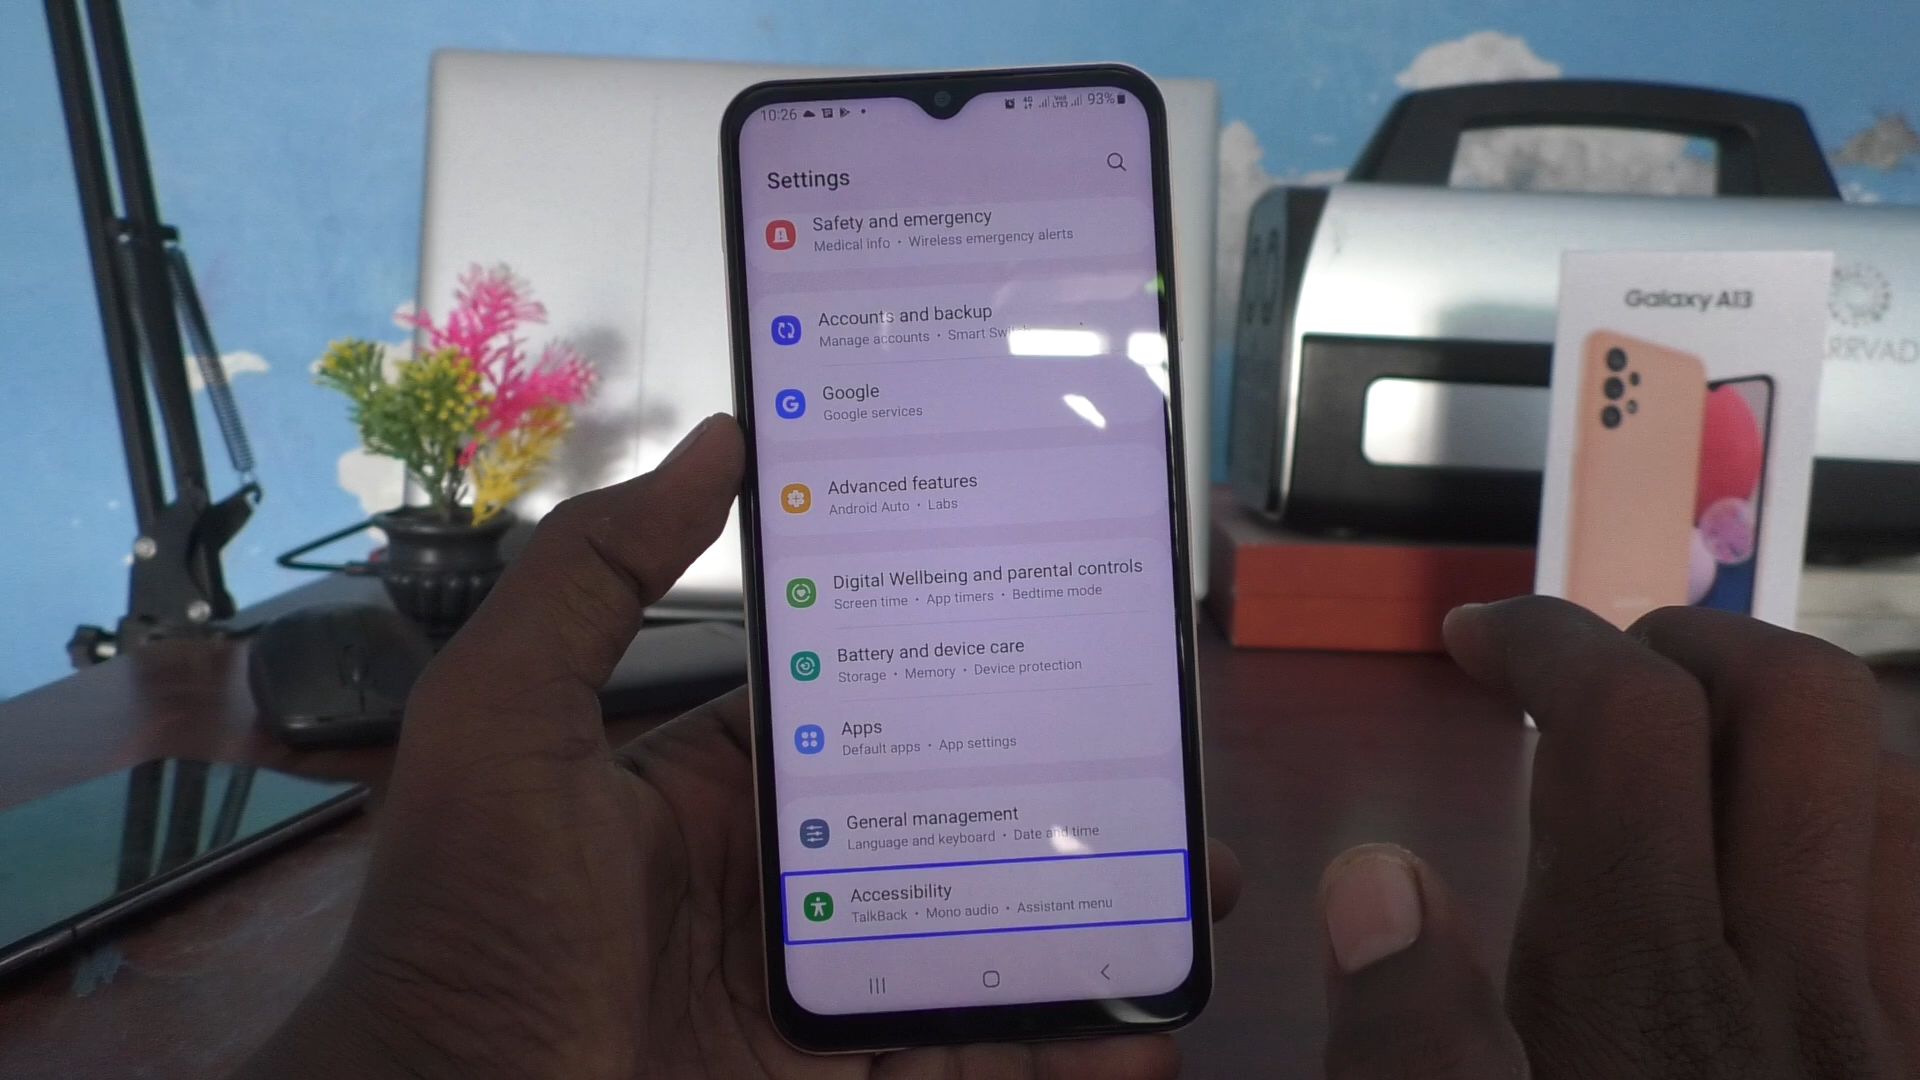 10:26
4G
Vo))
LTE2
93%
Settings
Safety and emergency
Medical info • Wireless emergency alerts
Accounts and backup
Manage accounts • Smart
Google
Google services
Advanced features
Android Auto • Labs
Digital Wellbeing and parental controls
Screen time • App timers • Bedtime mode
Battery and device care
Storage • Memory • Device protection
Apps
Default apps • App settings
General management
Language and keyboard • Date and time
Accessibility
TalkBack • Mono audio • Assistant menu
Galaxy A13